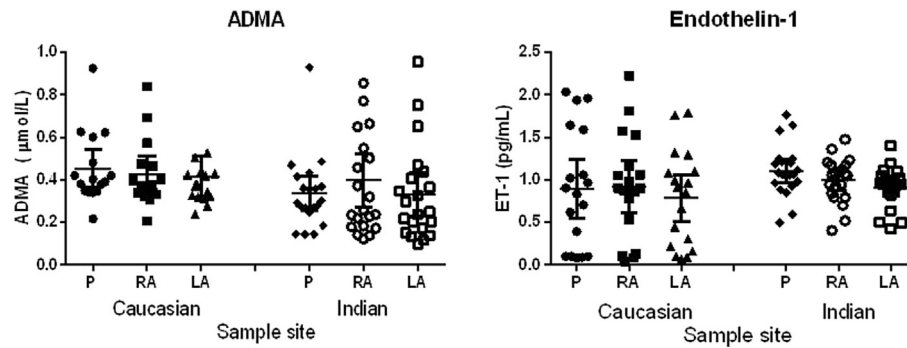 ADMA
ADMA ( μmol/L)
1.0
0.8
0.6
0.4
0.2
0.0
P RA LA P RA LA
Caucasian Indian
Sample site
Endothelin-1
ET-1 (pg/mL)
2.5
2.0
1.5
1.0
0.5
0.0
P RA LA P RA LA
Caucasian Indian
Sample site